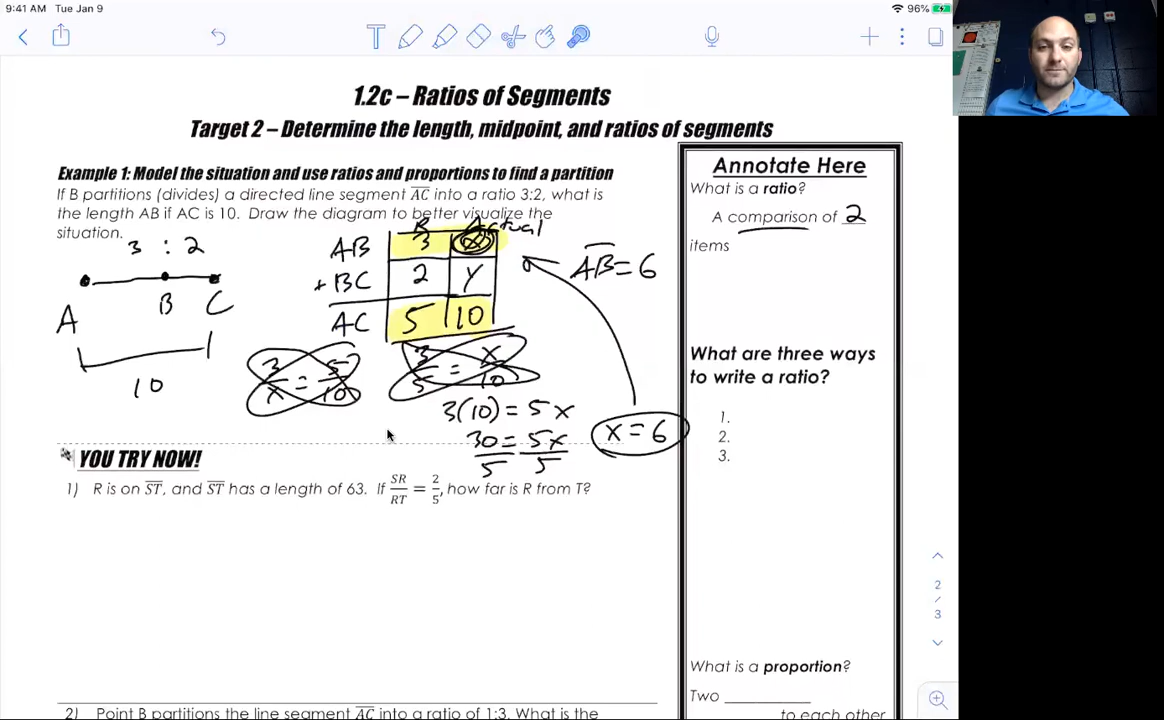 9:41 AM Tue Jan 9
96%
1.2c – Ratios of Segments
Target 2 – Determine the length, midpoint, and ratios of segments
Example 1: Model the situation and use ratios and proportions to find a partition
If B partitions (divides) a directed line segment AC into a ratio 3:2, what is
the length AB if AC is 10. Draw the diagram to better visualize the
situation.
3 : 2
A B C
10
R Actual
AB 3 x
+ BC 2 y
AC 5 10
AB = 6
3/x = 5/10
3/5 = x/10
3(10) = 5x
30 = 5x
5 5
x = 6
YOU TRY NOW!
1) R is on ST, and ST has a length of 63. If SR/RT = 2/5, how far is R from T?
2) Point B partitions the line segment AC into a ratio of 1:3. What is the
Annotate Here
What is a ratio?
A comparison of 2
items
What are three ways
to write a ratio?
1.
2.
3.
What is a proportion?
Two __________
to each other
2
/
3